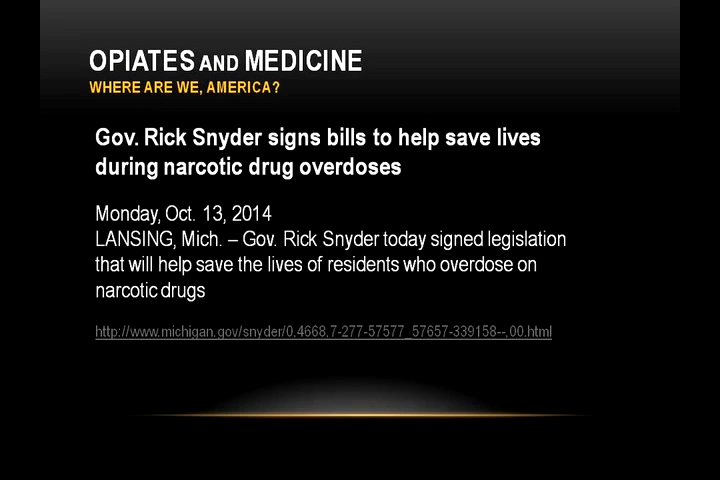 OPIATES AND MEDICINE
WHERE ARE WE, AMERICA?
Gov. Rick Snyder signs bills to help save lives
during narcotic drug overdoses
Monday, Oct. 13, 2014
LANSING, Mich. – Gov. Rick Snyder today signed legislation
that will help save the lives of residents who overdose on
narcotic drugs
http://www.michigan.gov/snyder/0,4668,7-277-57577_57657-339158--,00.html